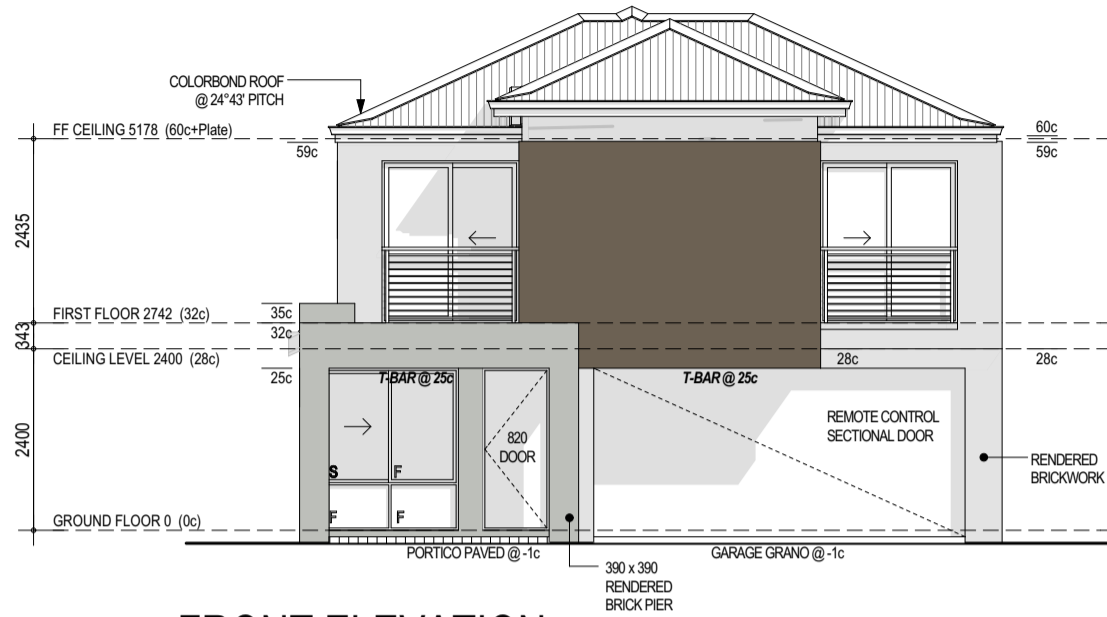 COLORBOND ROOF
@ 24°43' PITCH
FF CEILING 5178 (60c+Plate)
60c
59c
59c
2435
FIRST FLOOR 2742 (32c)
35c
32c
343
CEILING LEVEL 2400 (28c)
28c
28c
25c
T-BAR @ 25c
T-BAR @ 25c
2400
820
DOOR
REMOTE CONTROL
SECTIONAL DOOR
S
F
F
F
RENDERED
BRICKWORK
GROUND FLOOR 0 (0c)
PORTICO PAVED @ -1c
GARAGE GRANO @ -1c
390 x 390
RENDERED
BRICK PIER
FRONT ELEVATION